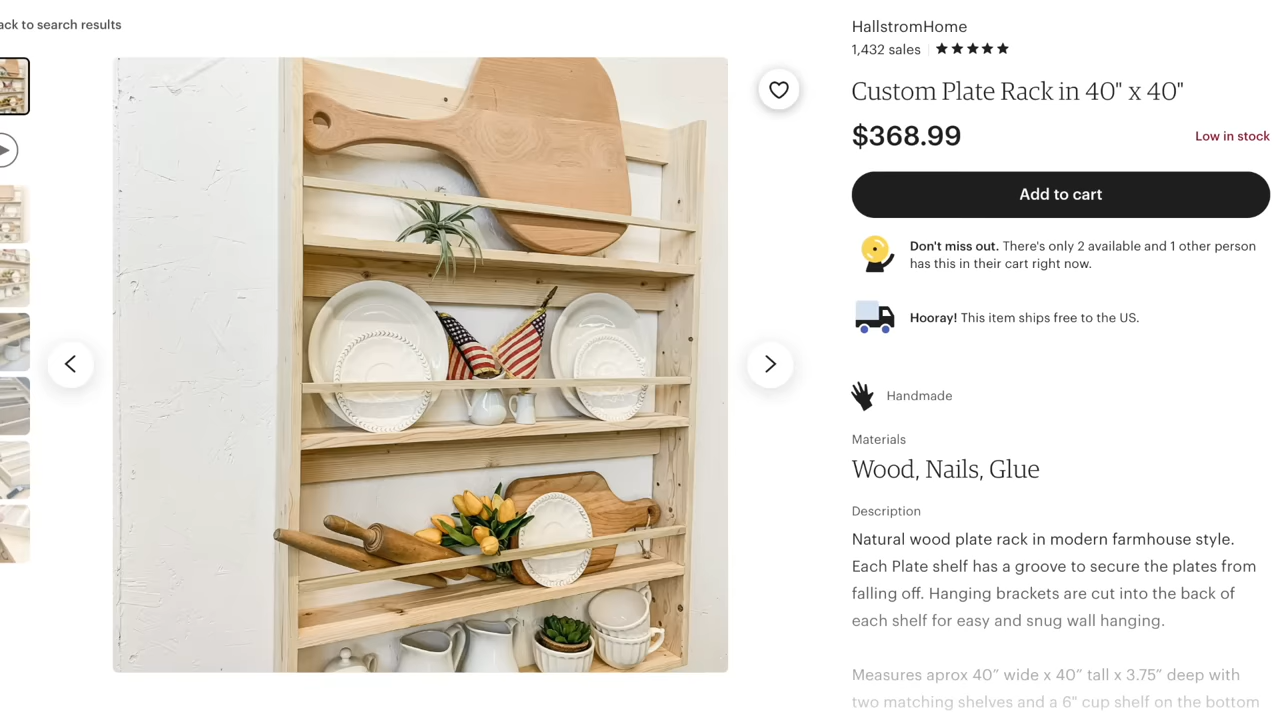 ack to search results
HallstromHome
1,432 sales
Custom Plate Rack in 40" x 40"
$368.99
Low in stock
Add to cart
Don't miss out. There's only 2 available and 1 other person
has this in their cart right now.
Hooray! This item ships free to the US.
Handmade
Materials
Wood, Nails, Glue
Description
Natural wood plate rack in modern farmhouse style.
Each Plate shelf has a groove to secure the plates from
falling off. Hanging brackets are cut into the back of
each shelf for easy and snug wall hanging.
Measures aprox 40” wide x 40” tall x 3.75” deep with
two matching shelves and a 6" cup shelf on the bottom